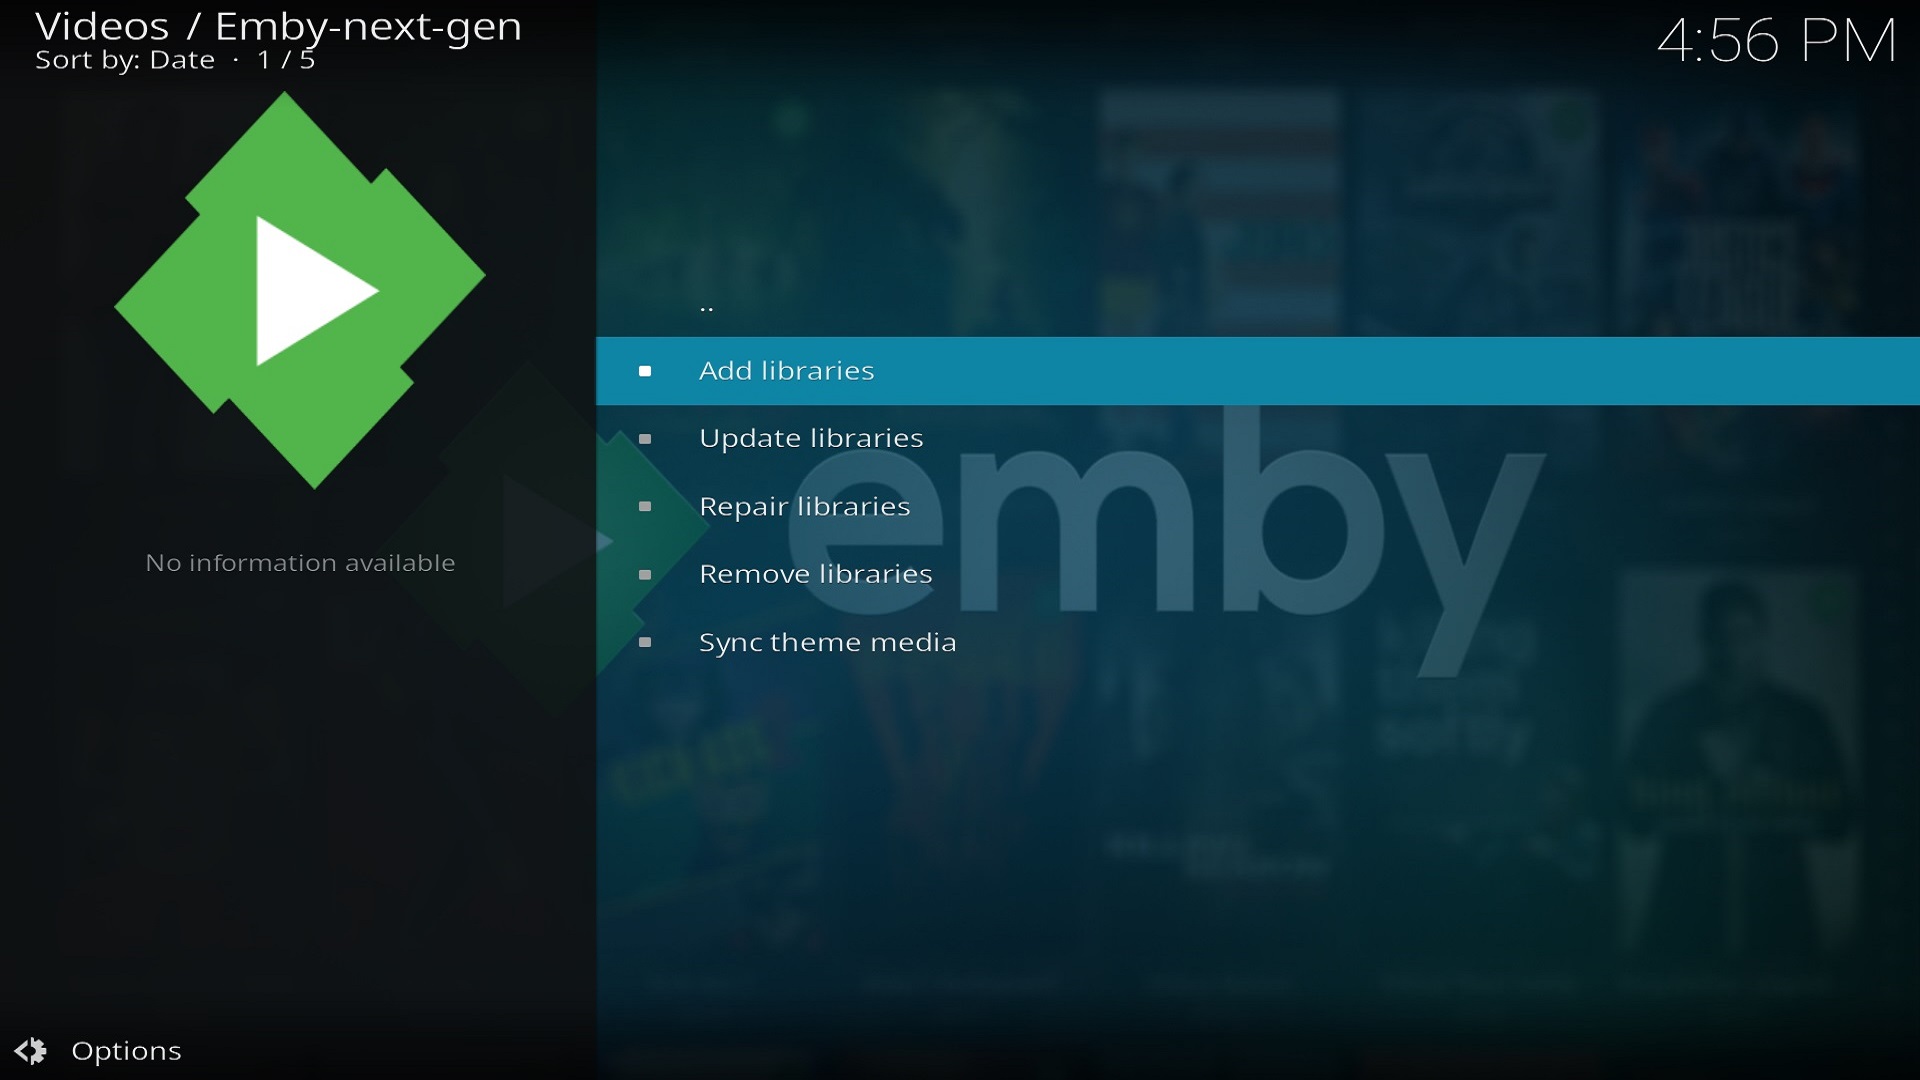 Videos / Emby-next-gen
Sort by: Date · 1 / 5
4:56 PM
..
Add libraries
Update libraries
Repair libraries
Remove libraries
Sync theme media
emby
No information available
Options